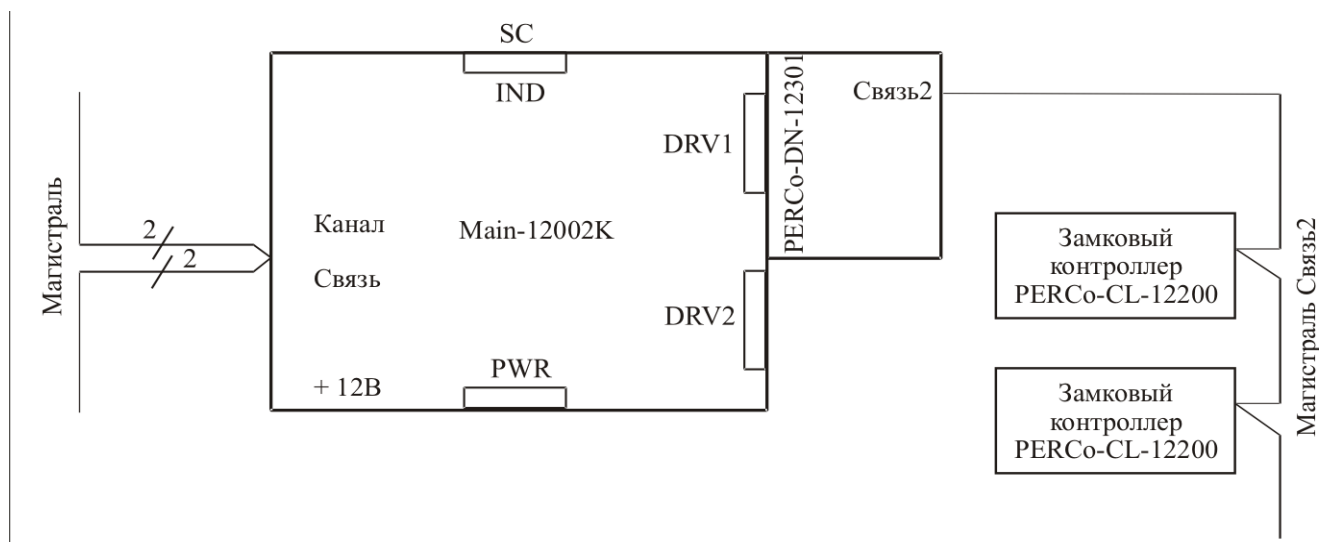 SC
IND
DRV1
PERCo-DN-12301
Связь2
Магистраль
2
2
Канал
Main-12002K
Связь
DRV2
PWR
+ 12В
Замковый
контроллер
PERCo-CL-12200
Замковый
контроллер
PERCo-CL-12200
Магистраль Связь2